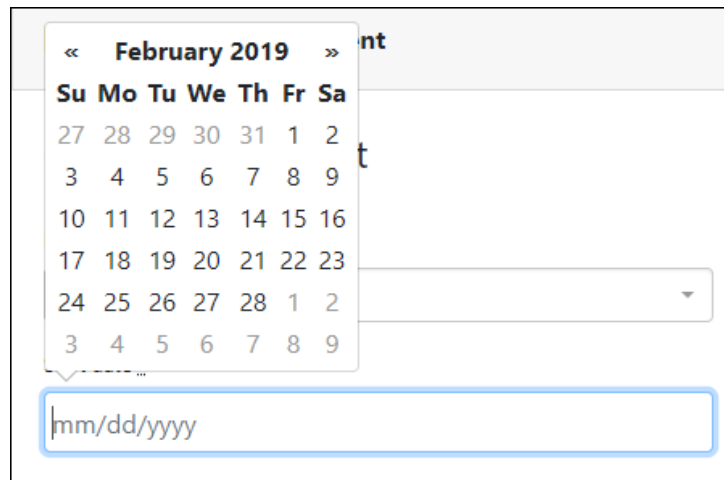 « February 2019 »
ent
Su Mo Tu We Th Fr Sa
27 28 29 30 31 1 2
t
3 4 5 6 7 8 9
10 11 12 13 14 15 16
17 18 19 20 21 22 23
24 25 26 27 28 1 2
3 4 5 6 7 8 9
mm/dd/yyyy